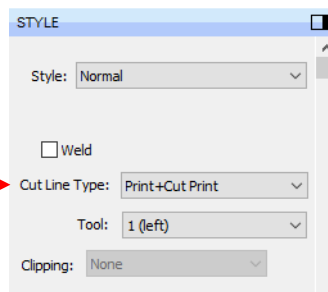 STYLE
Style: Normal
Weld
Cut Line Type: Print+Cut Print
Tool: 1 (left)
Clipping: None